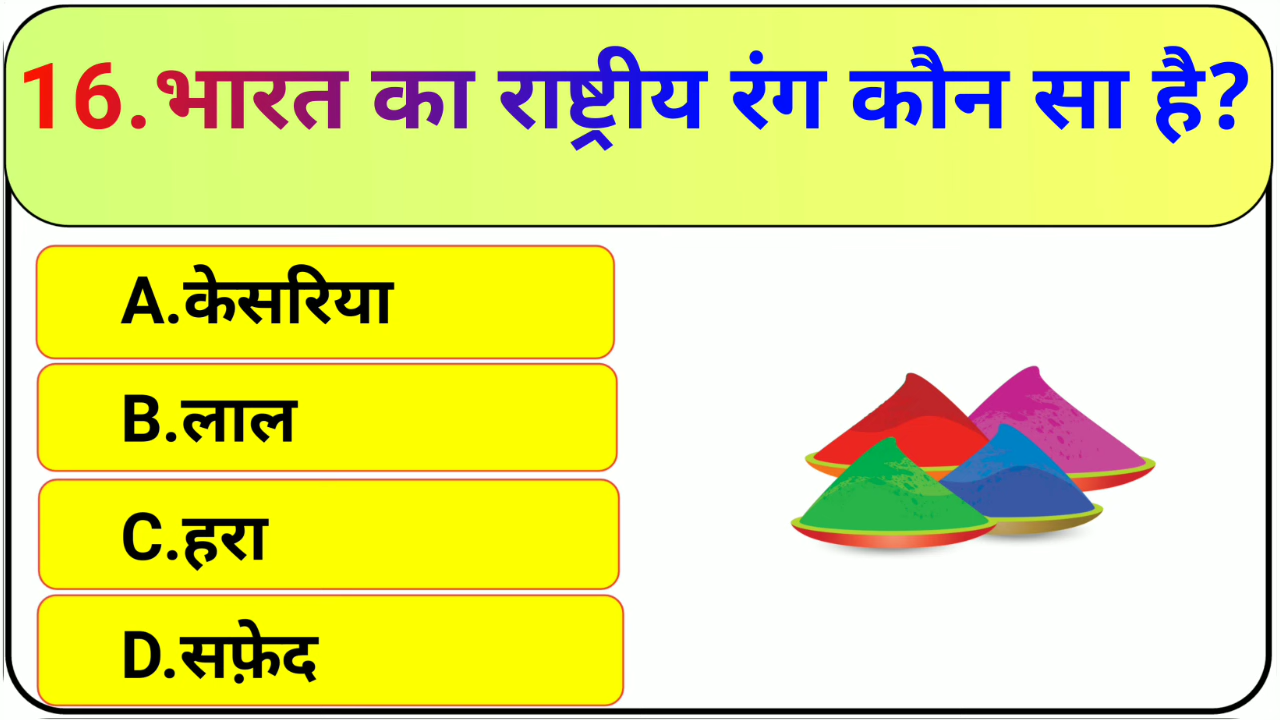 16.भारत का राष्ट्रीय रंग कौन सा है?
A.केसरिया
B.लाल
C.हरा
D.सफ़ेद